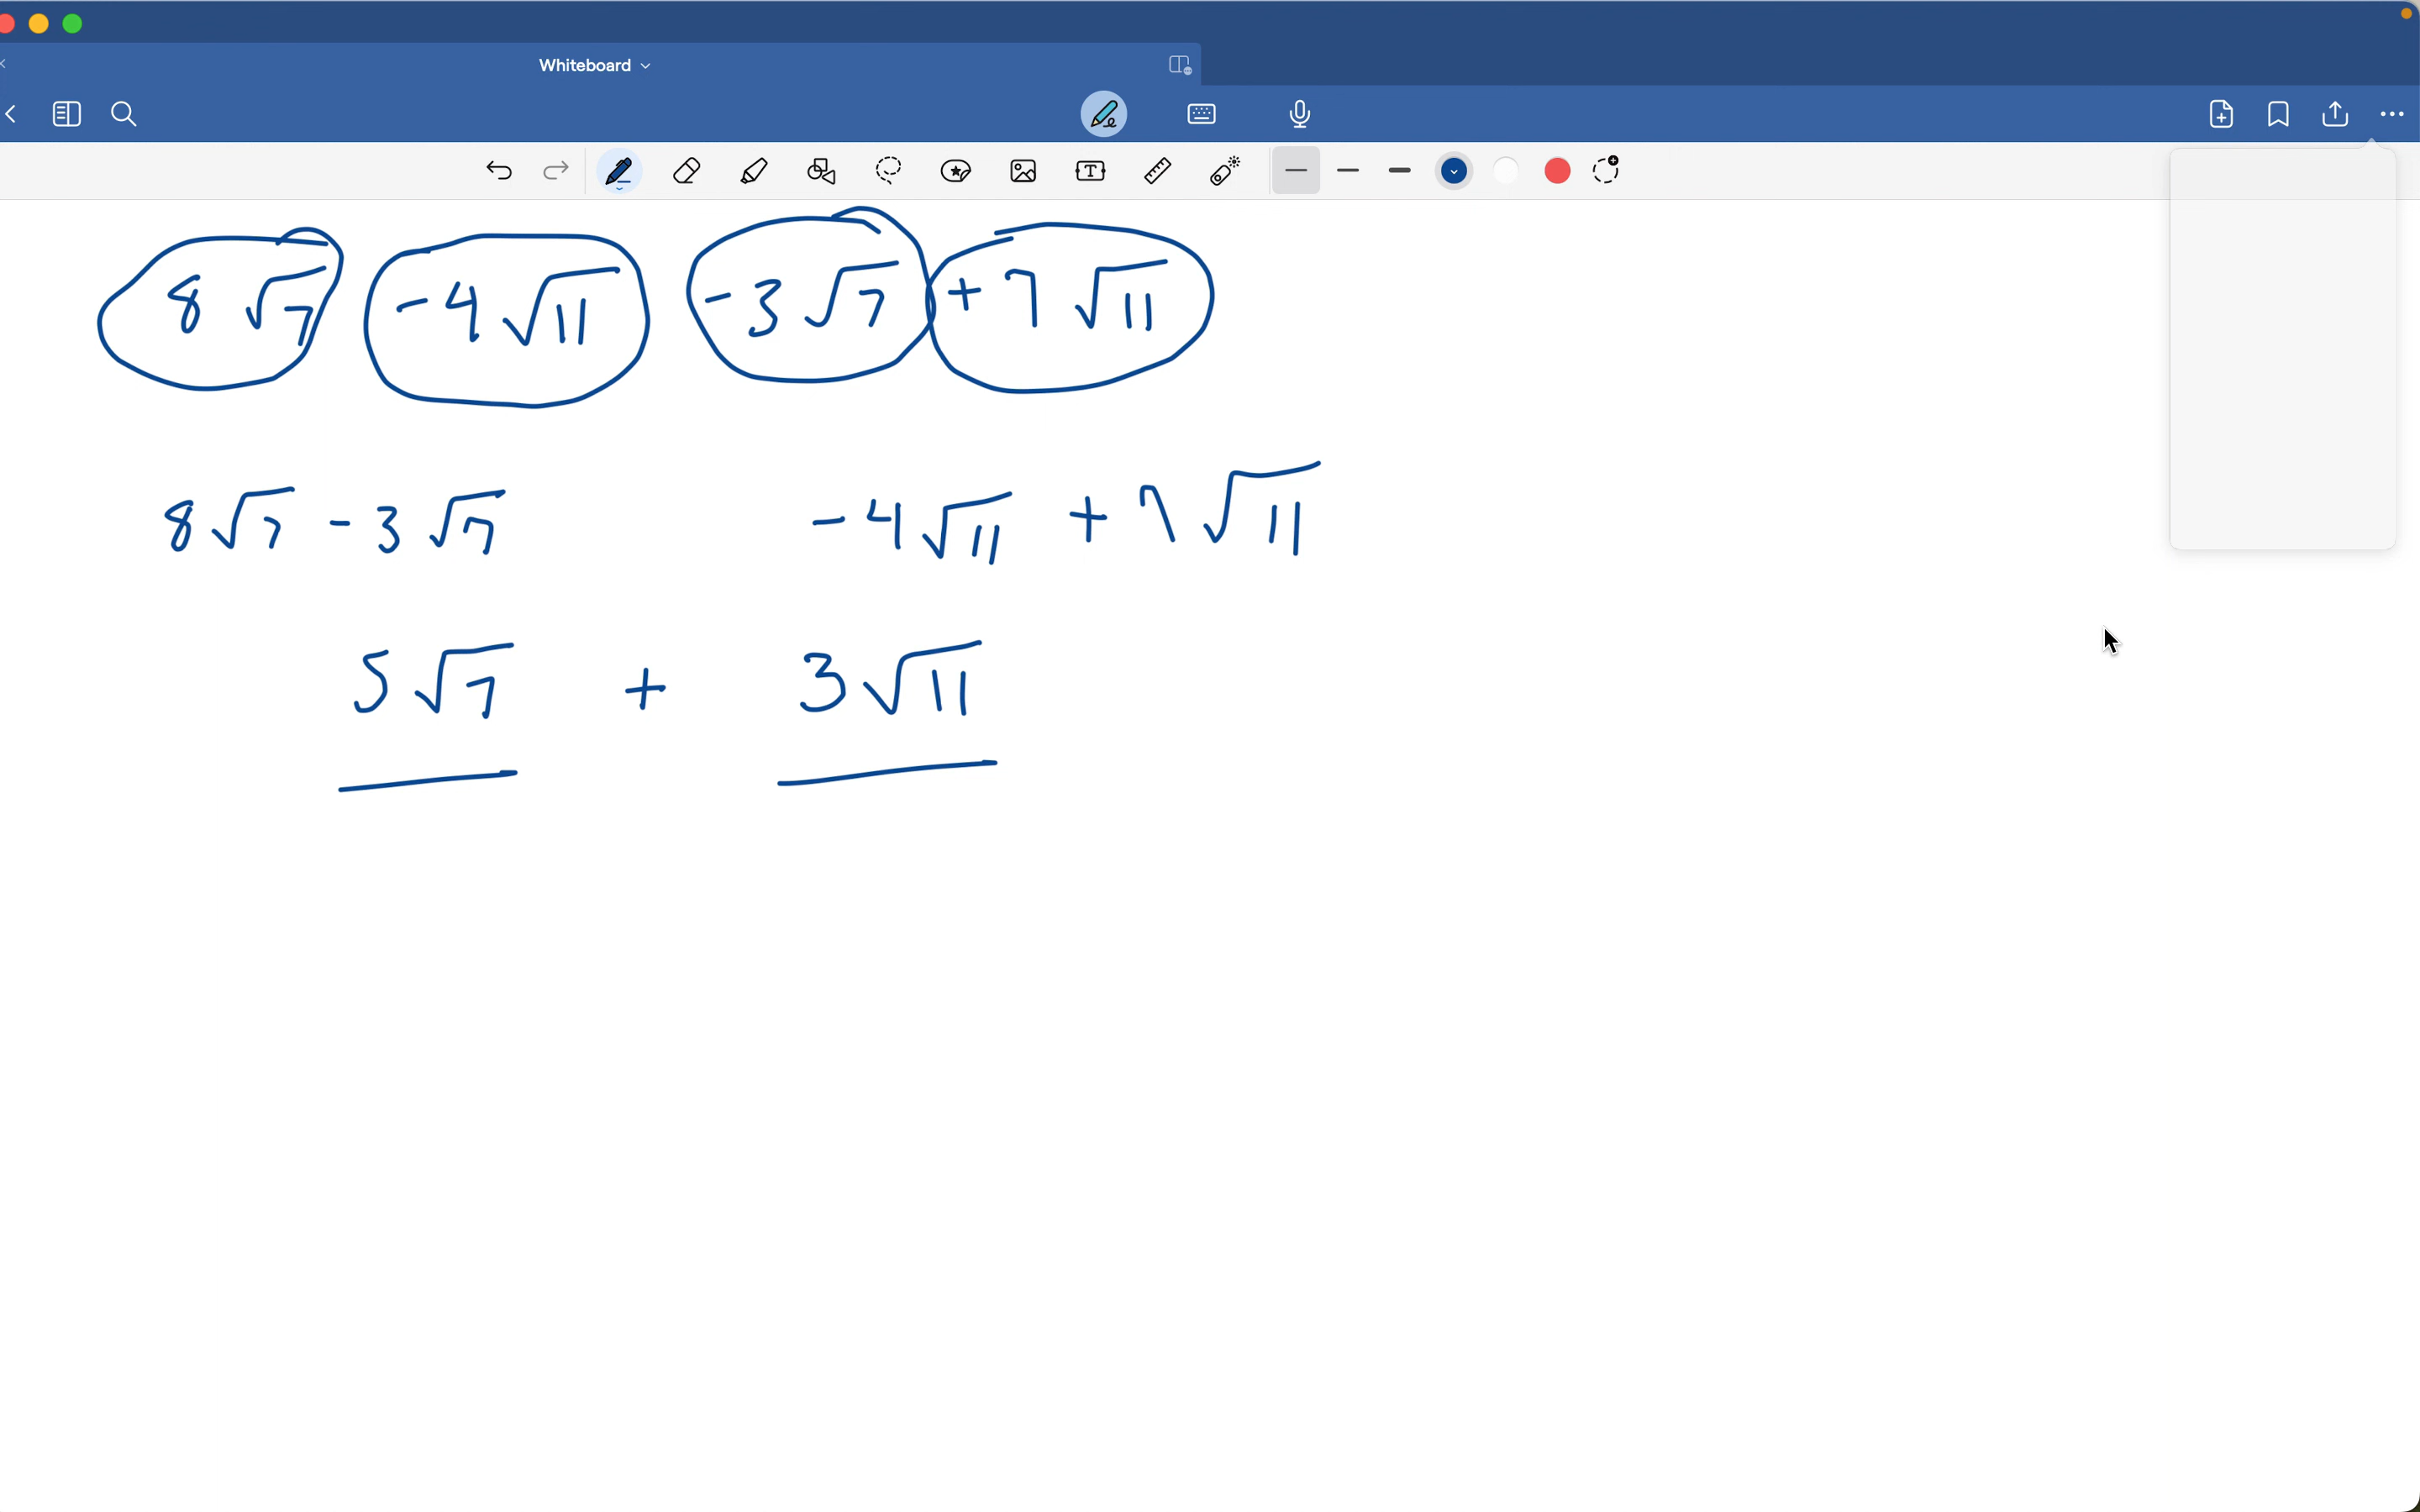 Whiteboard
8√7 -4√11 -3√7 +7√11
8√7 -3√7 -4√11 +7√11
5√7 + 3√11